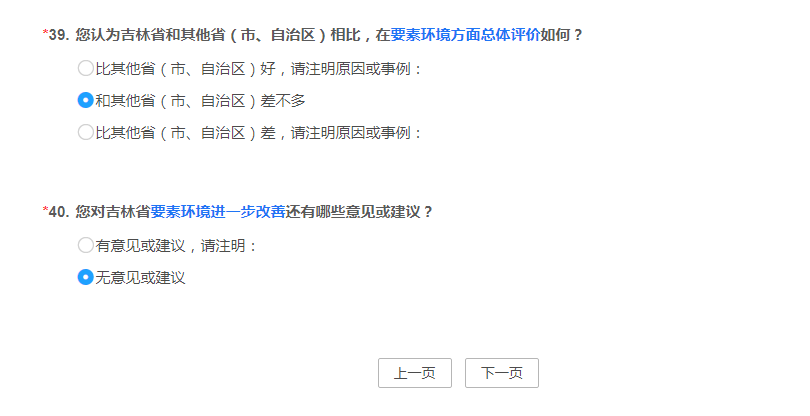 *39. 您认为吉林省和其他省（市、自治区）相比，在要素环境方面总体评价如何？
比其他省（市、自治区）好，请注明原因或事例：
和其他省（市、自治区）差不多
比其他省（市、自治区）差，请注明原因或事例：
*40. 您对吉林省要素环境进一步改善还有哪些意见或建议？
有意见或建议，请注明：
无意见或建议
上一页 下一页